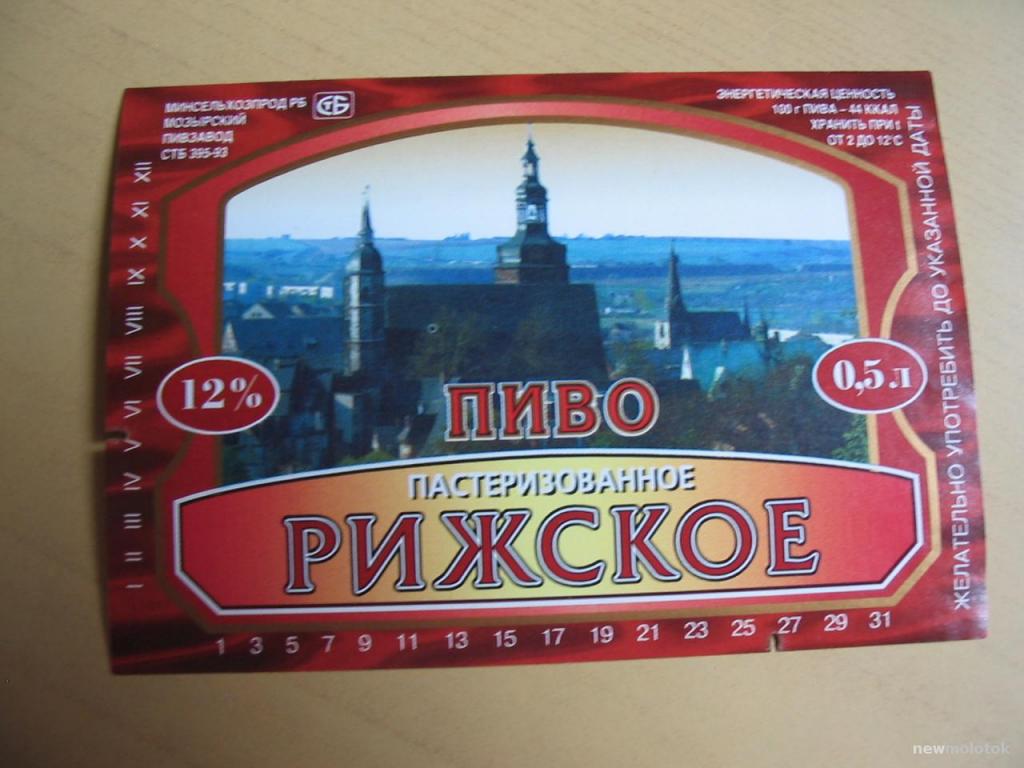 МИНСЕЛЬХОЗПРОД РБ
МОЗЫРСКИЙ
ПИВЗАВОД
СТБ 395-93
СТБ
ЭНЕРГЕТИЧЕСКАЯ ЦЕННОСТЬ
100 г ПИВА – 44 ККАЛ
ХРАНИТЬ ПРИ t
ОТ 2 ДО 12°С
I II III IV V VI VII VIII IX X XI XII
12%
0,5 л
ПИВО
ПАСТЕРИЗОВАННОЕ
РИЖСКОЕ
1 3 5 7 9 11 13 15 17 19 21 23 25 27 29 31
ЖЕЛАТЕЛЬНО УПОТРЕБИТЬ ДО УКАЗАННОЙ ДАТЫ
newmolotok